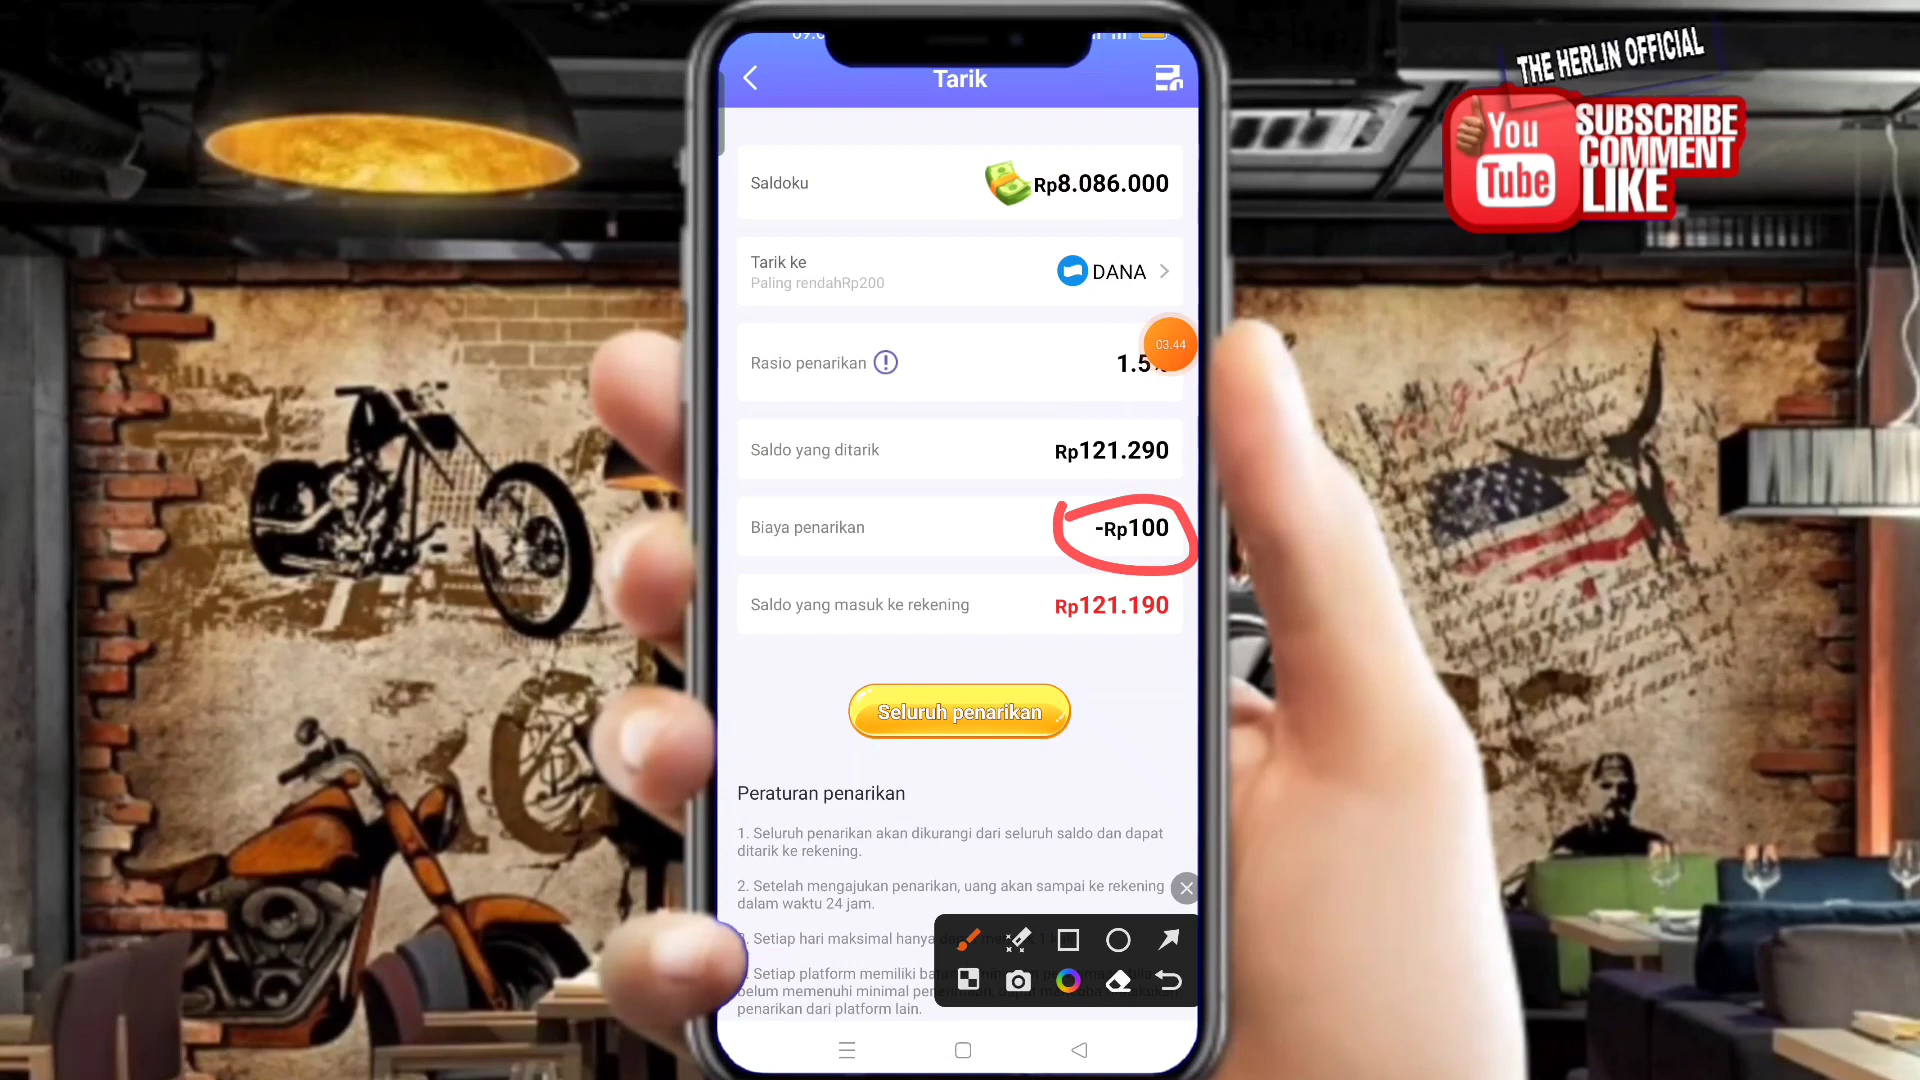 THE HERLIN OFFICIAL
You
Tube
SUBSCRIBE
COMMENT
LIKE
Tarik
Saldoku
Rp8.086.000
Tarik ke
Paling rendahRp200
DANA
03.44
Rasio penarikan
1.5
Saldo yang ditarik
Rp121.290
Biaya penarikan
-Rp100
Saldo yang masuk ke rekening
Rp121.190
Seluruh penarikan
Peraturan penarikan
1. Seluruh penarikan akan dikurangi dari seluruh saldo dan dapat
ditarik ke rekening.
2. Setelah mengajukan penarikan, uang akan sampai ke rekening
dalam waktu 24 jam.
Setiap hari maksimal hanya
Setiap platform memiliki
belum memenuhi minimal
penarikan dari platform lain.